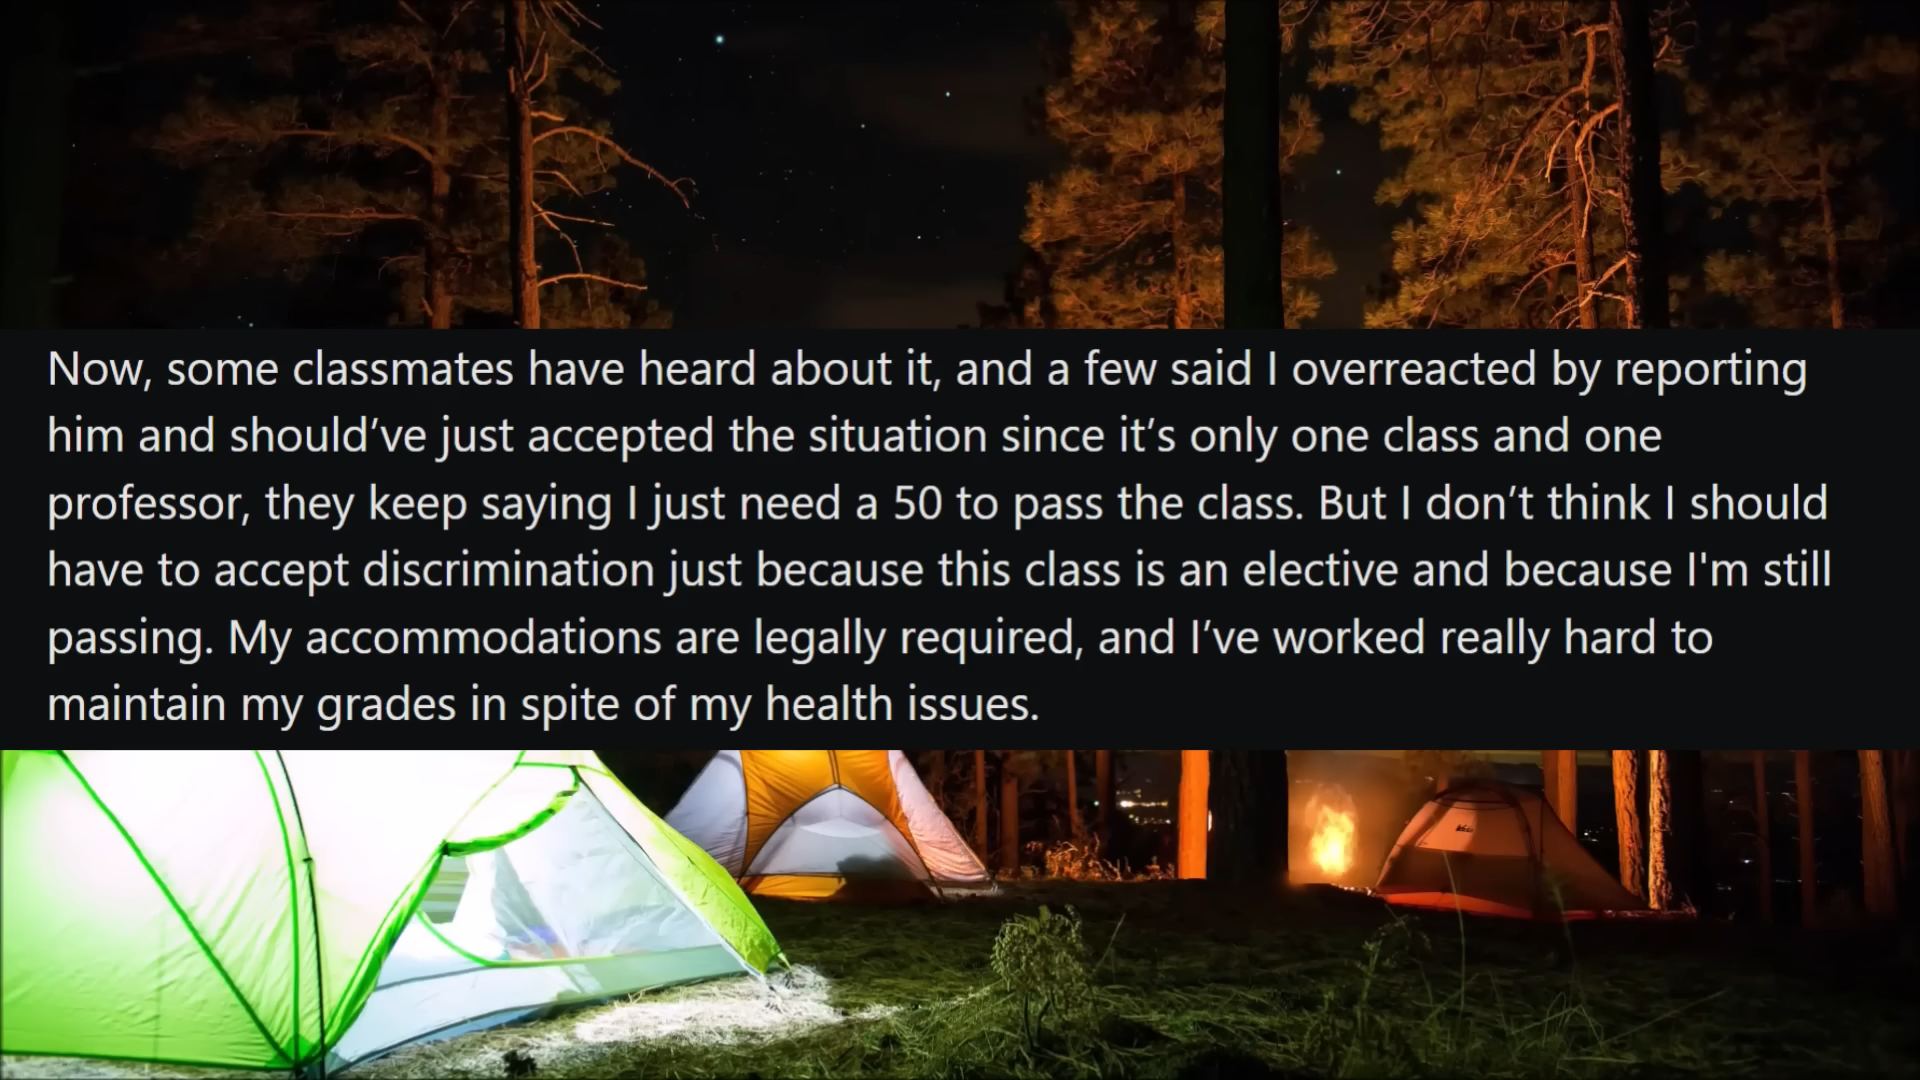 Now, some classmates have heard about it, and a few said I overreacted by reporting
him and should’ve just accepted the situation since it’s only one class and one
professor, they keep saying I just need a 50 to pass the class. But I don’t think I should
have to accept discrimination just because this class is an elective and because I'm still
passing. My accommodations are legally required, and I’ve worked really hard to
maintain my grades in spite of my health issues.